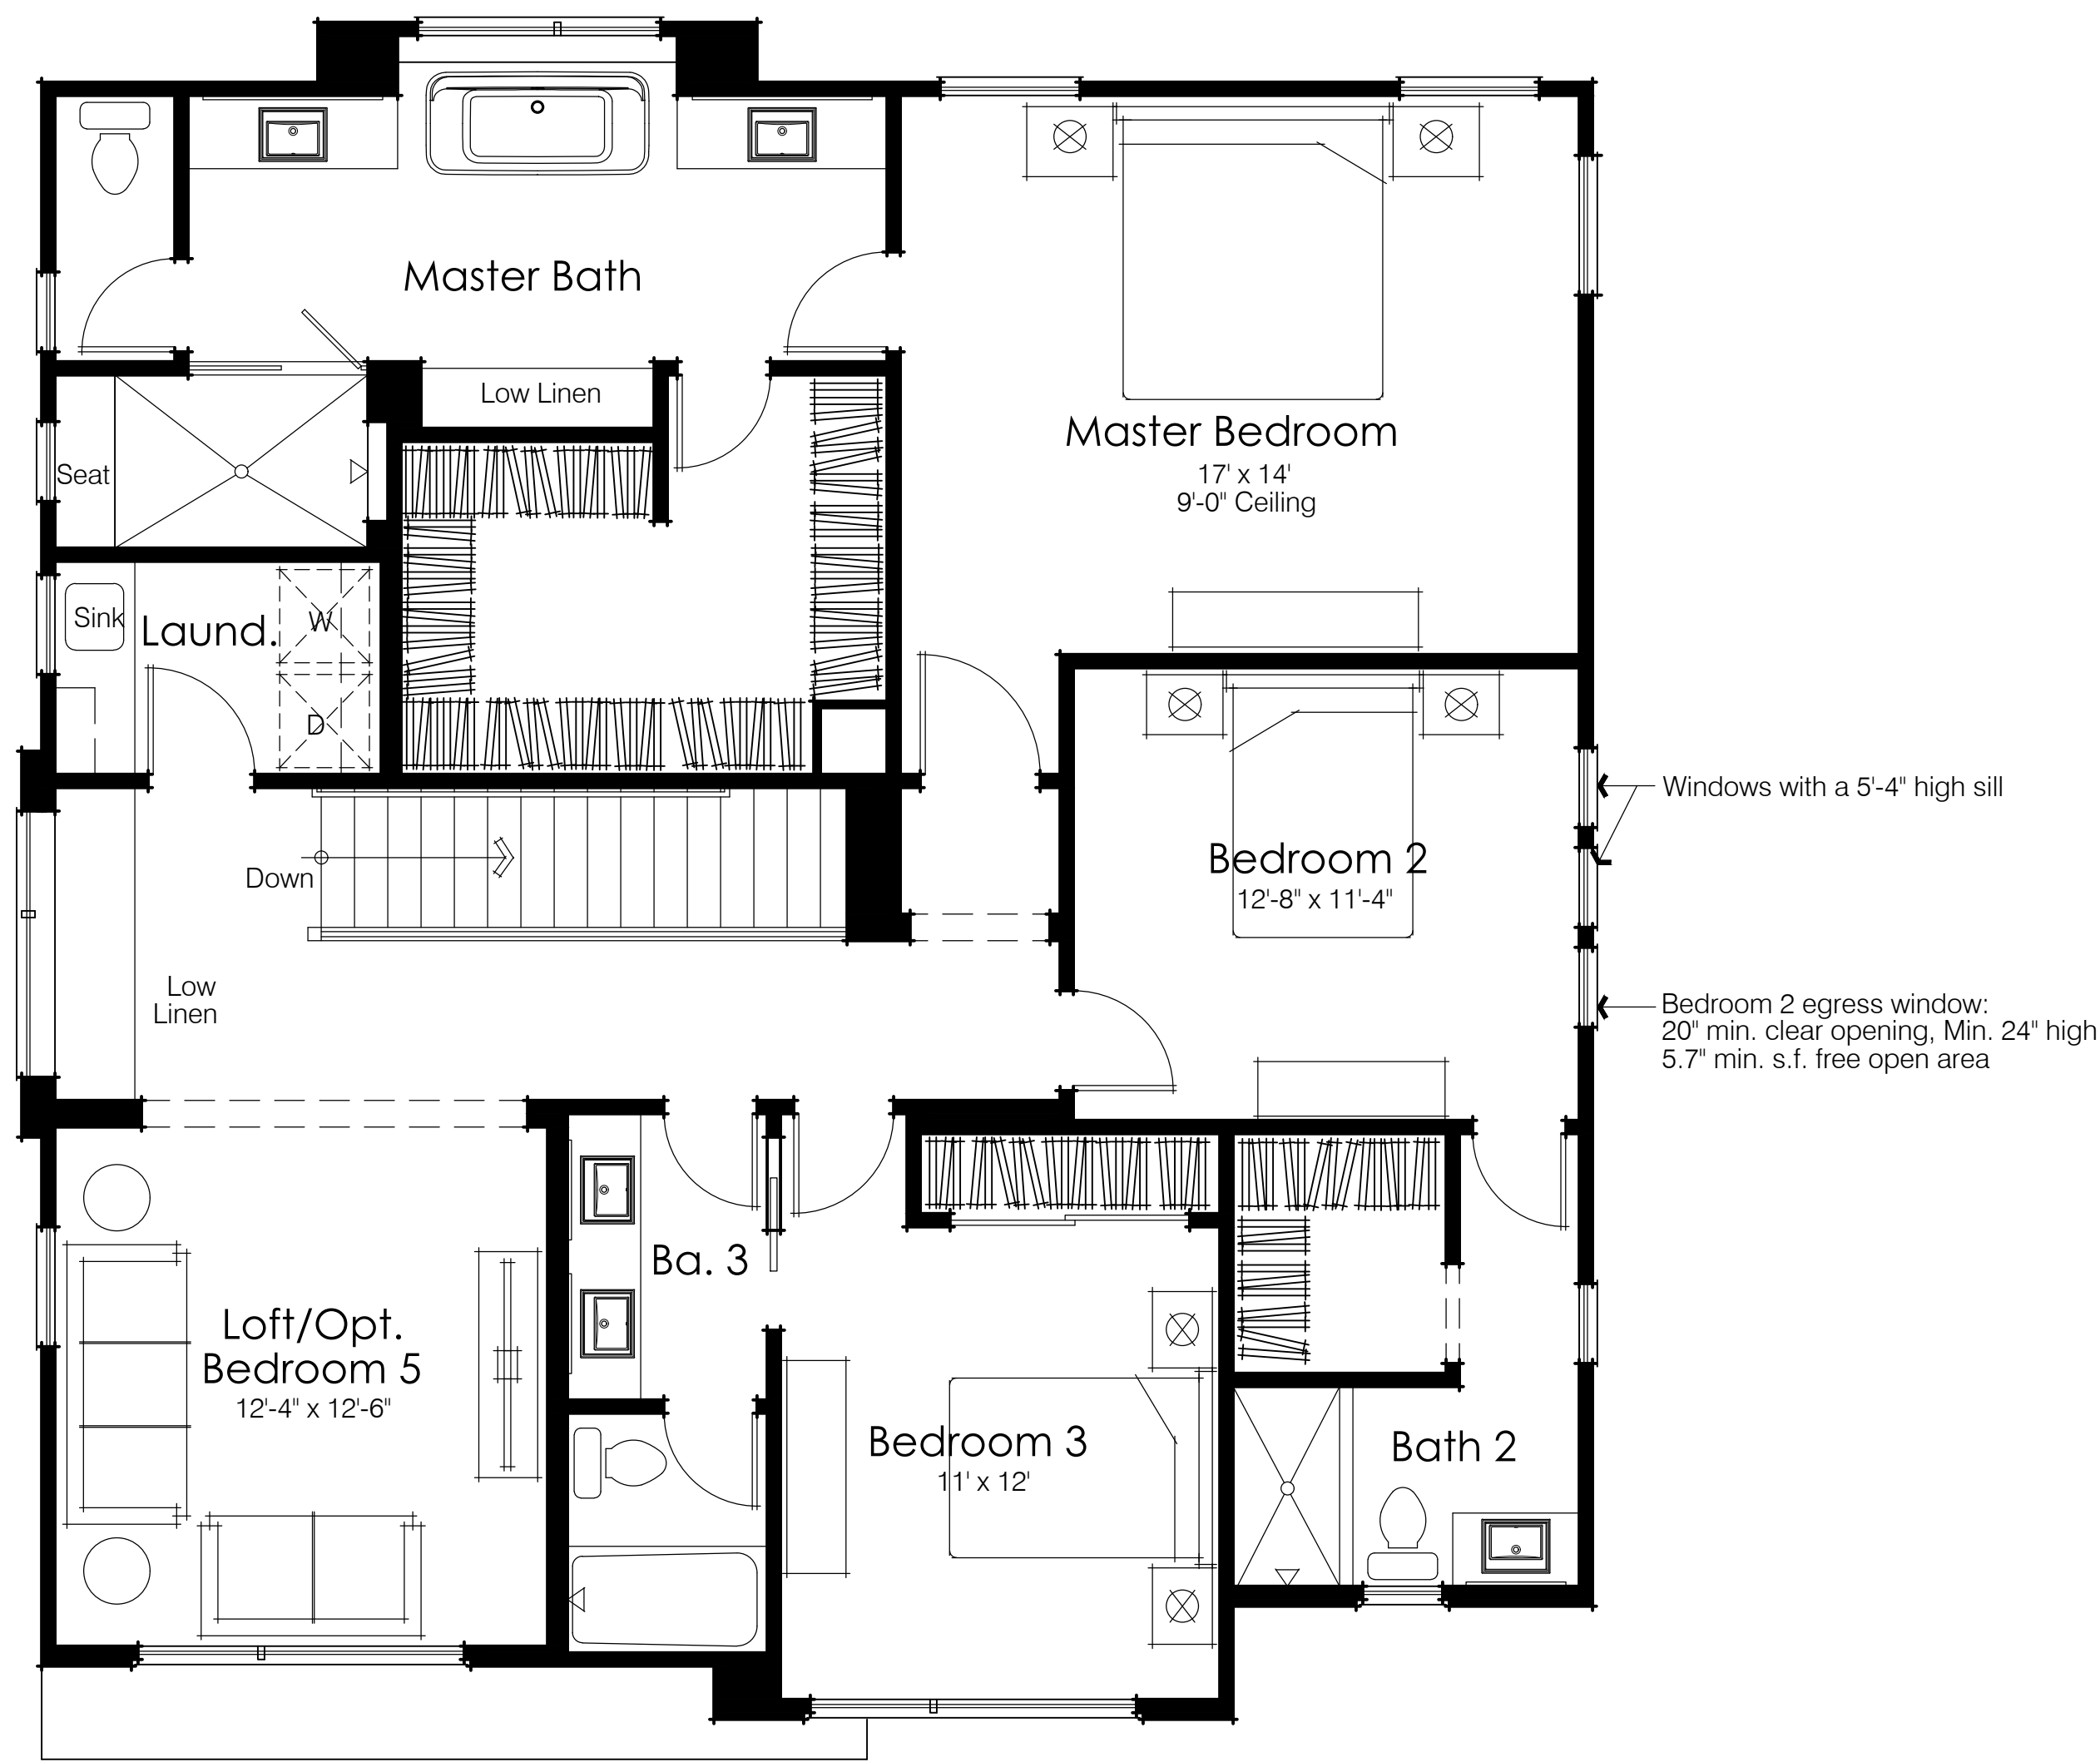 Master Bath
Low Linen
Seat
Master Bedroom
17' x 14'
9'-0" Ceiling
Sink
Laund.
W
D
Windows with a 5'-4" high sill
Down
Bedroom 2
12'-8" x 11'-4"
Low
Linen
Bedroom 2 egress window:
20" min. clear opening, Min. 24" high
5.7" min. s.f. free open area
Ba. 3
Loft/Opt.
Bedroom 5
12'-4" x 12'-6"
Bedroom 3
11' x 12'
Bath 2